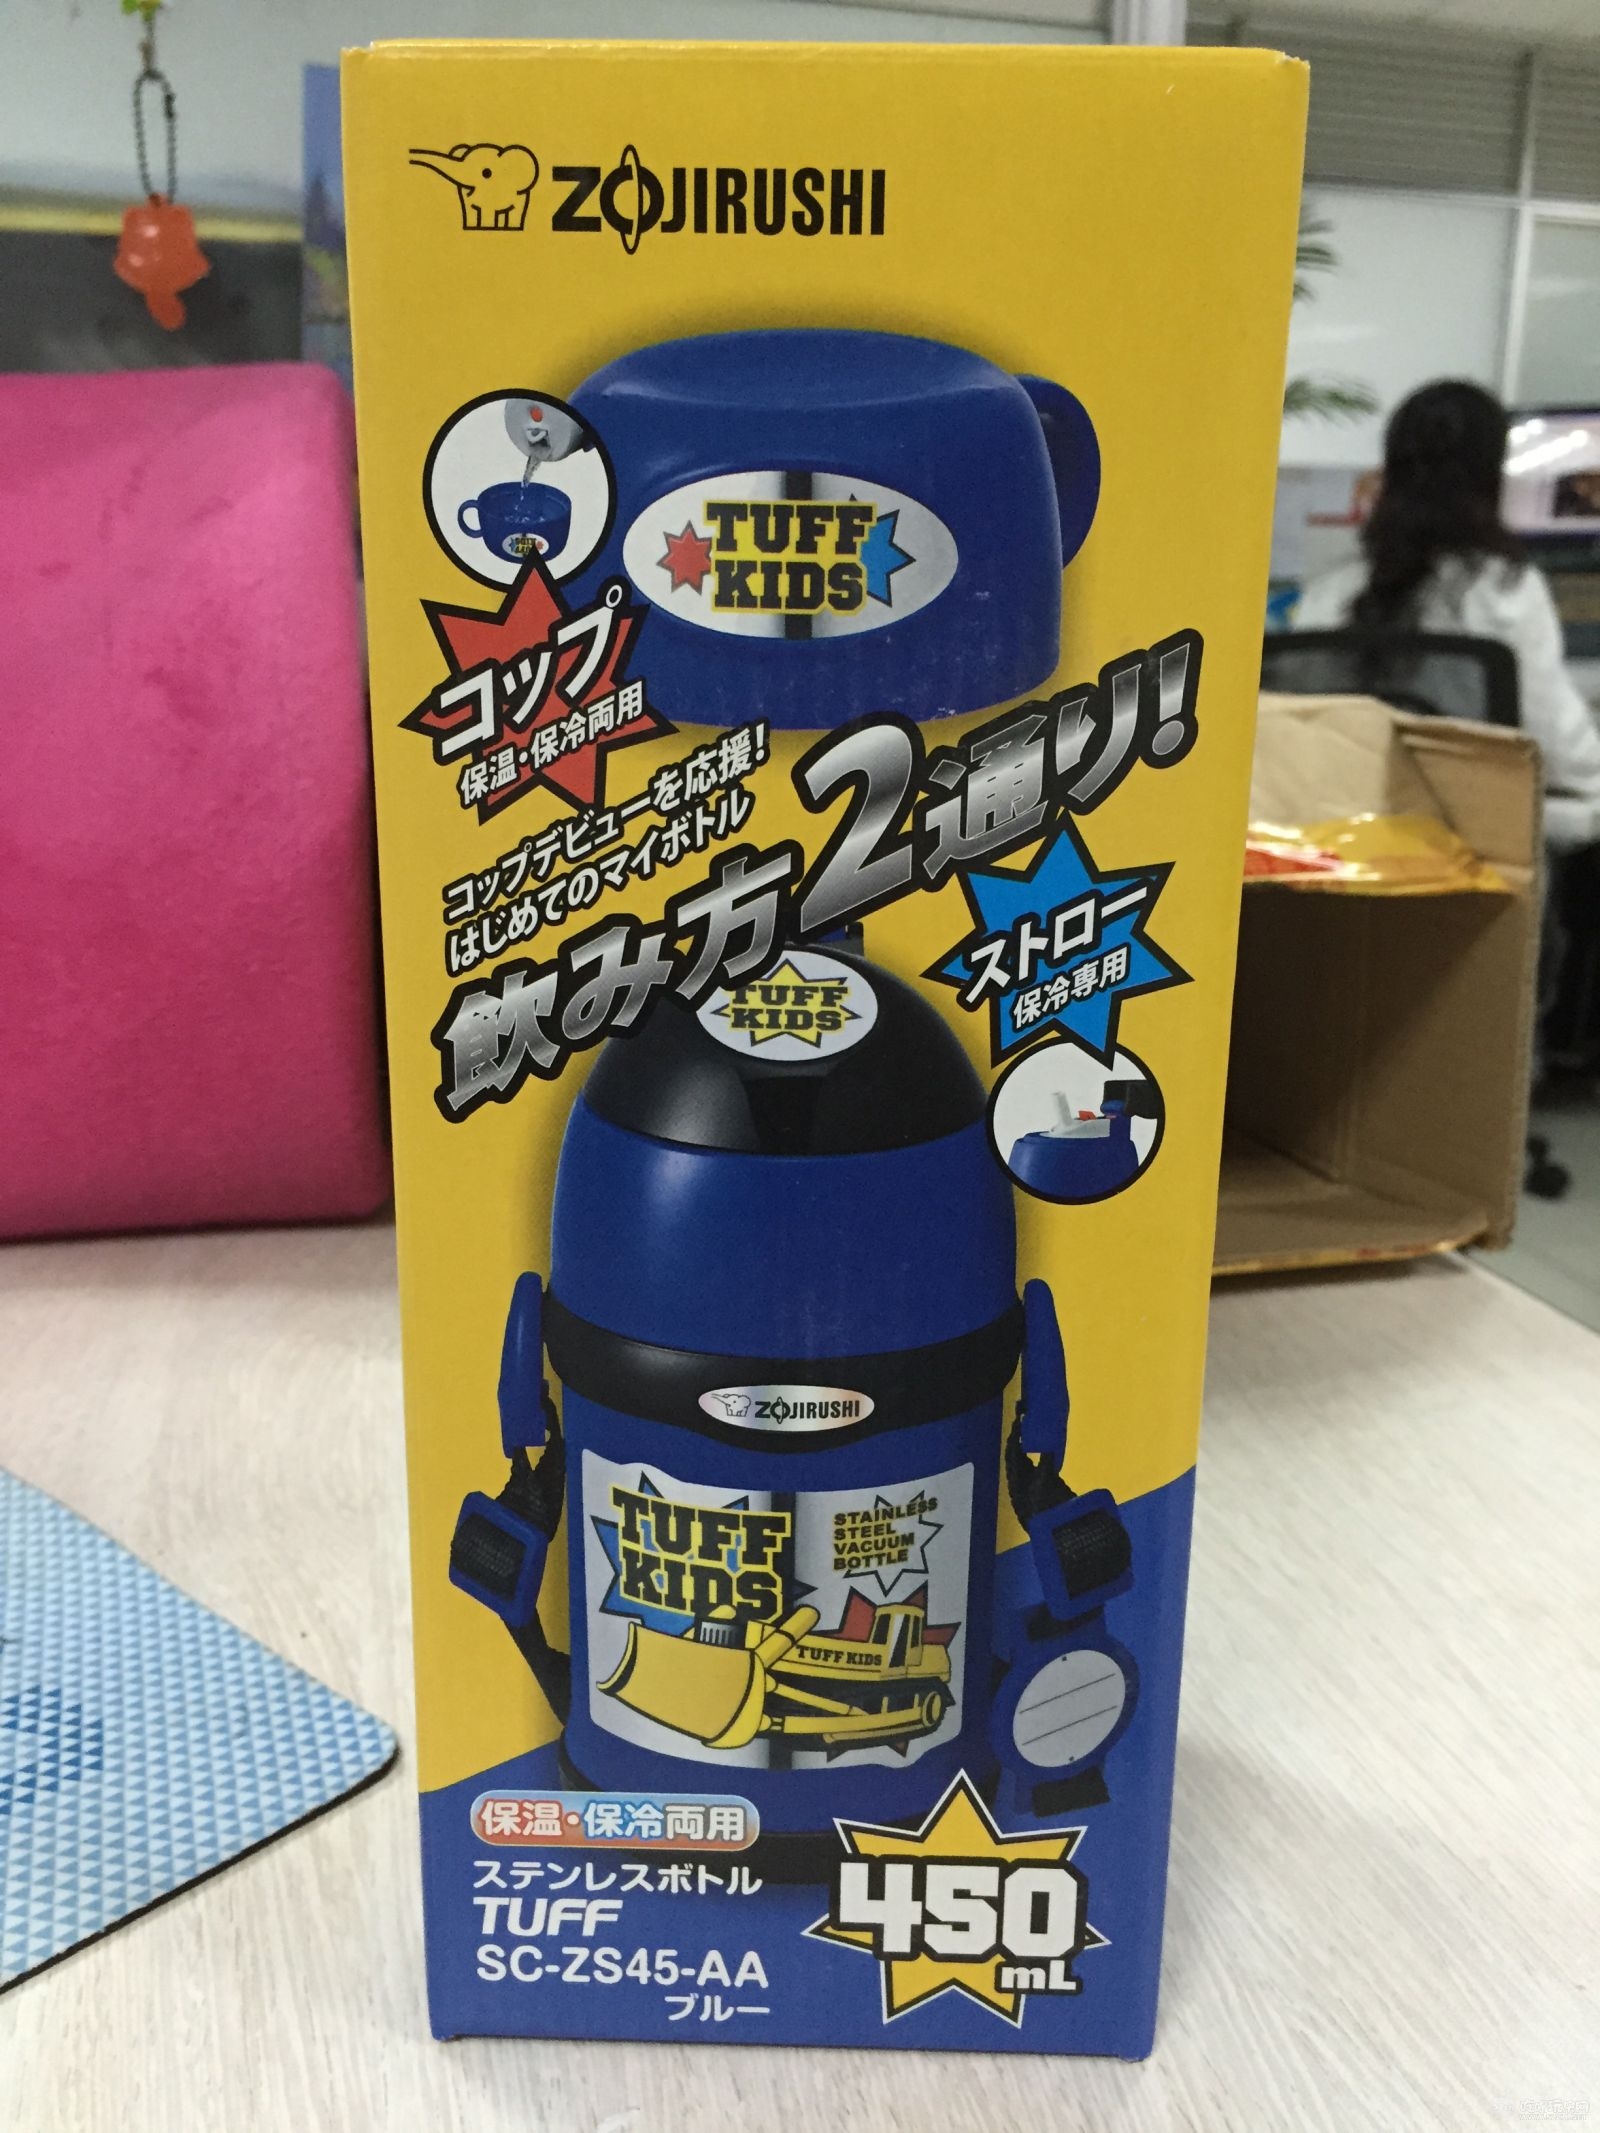 ZOJIRUSHI
TUFF
KIDS
コップ
保温・保冷両用
コップデビューを応援!
はじめてのマイボトル
飲み方2通り!
ストロー
保冷専用
TUFF
KIDS
ZOJIRUSHI
TUFF
KIDS
STAINLESS
STEEL
VACUUM
BOTTLE
TUFF KIDS
保温・保冷両用
ステンレスボトル
TUFF
SC-ZS45-AA
ブルー
450
mL